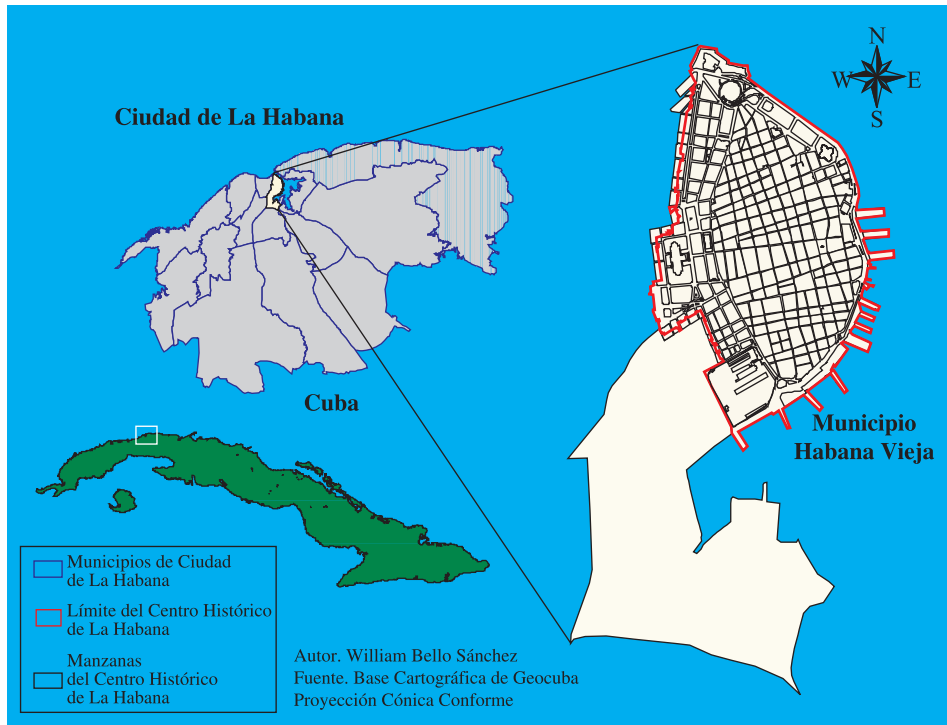 N
W E
S
Ciudad de La Habana
Cuba
Municipio
Habana Vieja
Municipios de Ciudad
de La Habana
Límite del Centro Histórico
de La Habana
Manzanas
del Centro Histórico
de La Habana
Autor. William Bello Sánchez
Fuente. Base Cartográfica de Geocuba
Proyección Cónica Conforme